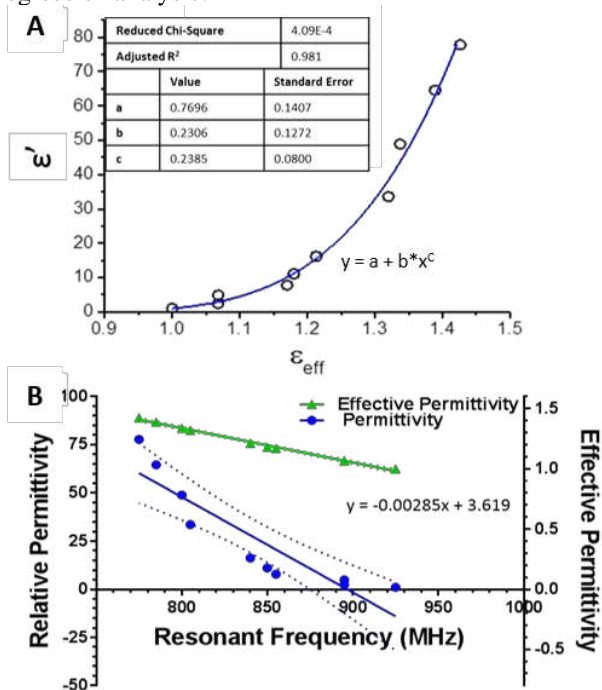 A
Reduced Chi-Square 4.09E-4
Adjusted R² 0.981
Value Standard Error
a 0.7696 0.1407
b 0.2306 0.1272
c 0.2385 0.0800
80
70
60
50
40
30
20
10
0
ε'
y = a + b*xᶜ
0.9 1.0 1.1 1.2 1.3 1.4 1.5
εeff
B
100
75
50
25
0
-25
-50
Relative Permittivity
Effective Permittivity
Permittivity
y = -0.00285x + 3.619
800 850 900 950 1000
Resonant Frequency (MHz)
1.5
1.0
0.5
0.0
-0.5
Effective Permittivity